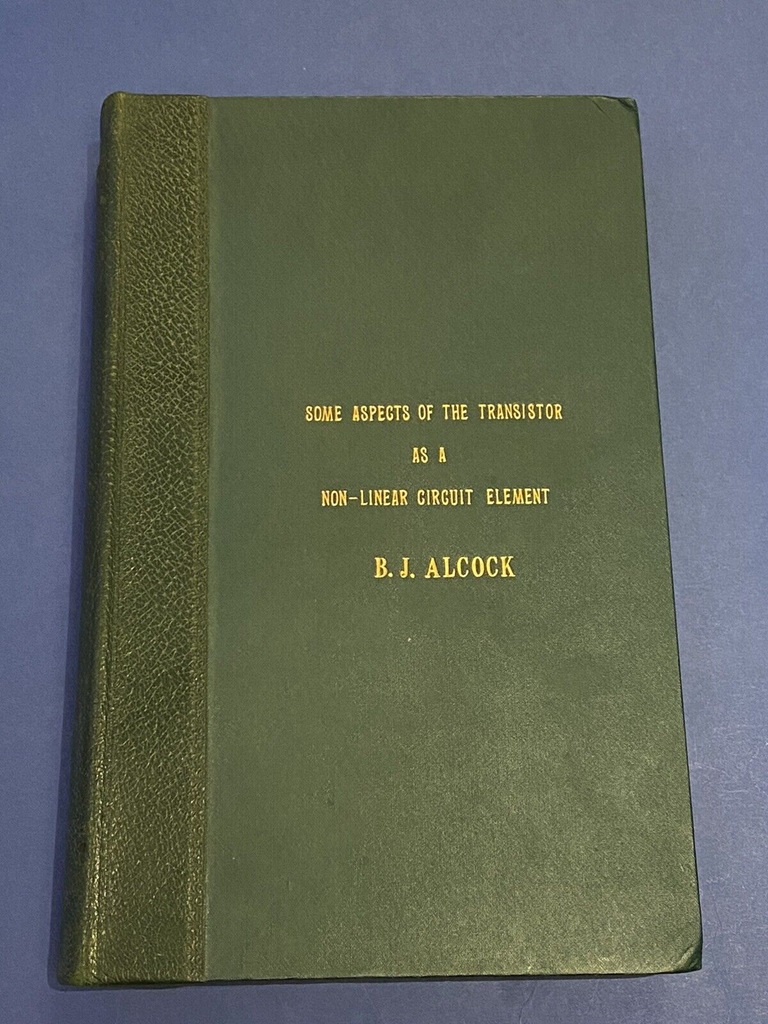 SOME ASPECTS OF THE TRANSISTOR
AS A
NON-LINEAR CIRCUIT ELEMENT
B. J. ALCOCK